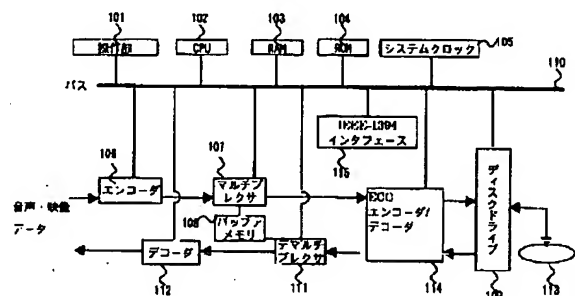 101
102
103
104
105
操作部
CPU
RAM
ROM
システムクロック
110
バス
IEEE-1394
インタフェース
115
106
エンコーダ
107
マルチプ
レクサ
音声・映像
データ
108
バッファ
メモリ
ECC
エンコーダ/
デコーダ
ディスクドライブ
デコーダ
デマルチ
プレクサ
112
111
114
109
113